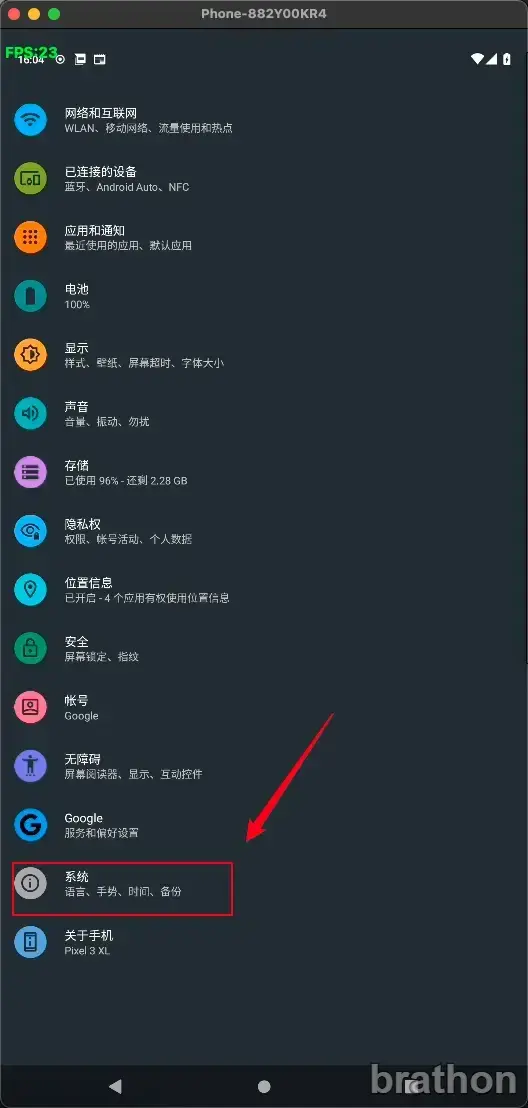 Phone-882Y00KR4
FPS:23
16:04
网络和互联网
WLAN、移动网络、流量使用和热点
已连接的设备
蓝牙、Android Auto、NFC
应用和通知
最近使用的应用、默认应用
电池
100%
显示
样式、壁纸、屏幕超时、字体大小
声音
音量、振动、勿扰
存储
已使用 96% - 还剩 2.28 GB
隐私权
权限、帐号活动、个人数据
位置信息
已开启 - 4 个应用有权使用位置信息
安全
屏幕锁定、指纹
帐号
Google
无障碍
屏幕阅读器、显示、互动控件
Google
服务和偏好设置
系统
语言、手势、时间、备份
关于手机
Pixel 3 XL
brathon